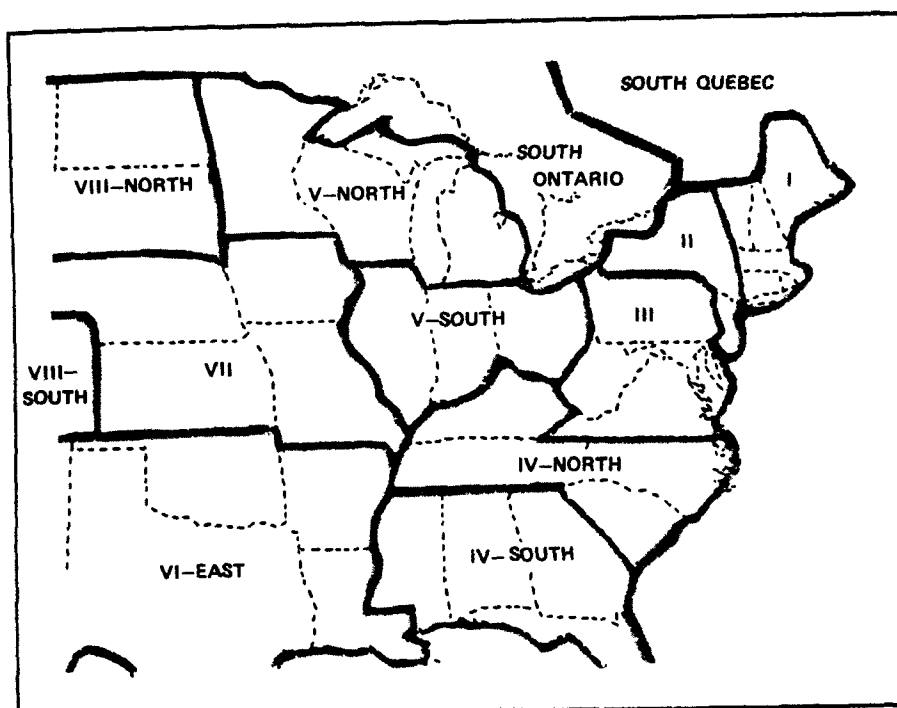 SOUTH QUEBEC
SOUTH
ONTARIO
VIII-NORTH
V-NORTH
I
II
III
V-SOUTH
VII
VIII-
SOUTH
IV-NORTH
IV-SOUTH
VI-EAST